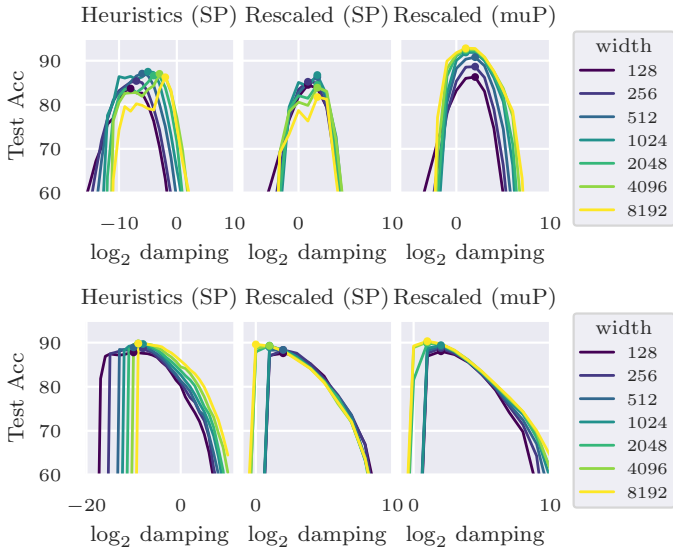 Heuristics (SP) Rescaled (SP) Rescaled (muP)
90
80
70
60
Test Acc
−10 0 10 0 10 0 10
log2 damping log2 damping log2 damping
width
128
256
512
1024
2048
4096
8192
Heuristics (SP) Rescaled (SP) Rescaled (muP)
90
80
70
60
Test Acc
−20 0 0 10 0 10
log2 damping log2 damping log2 damping
width
128
256
512
1024
2048
4096
8192